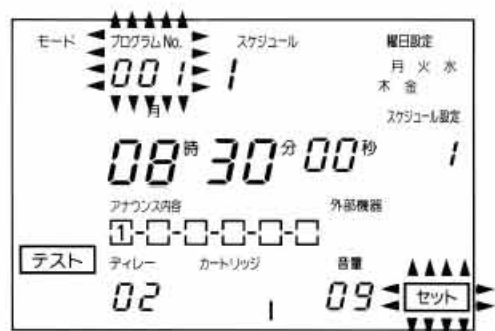 モード プログラムNo. スケジュール 曜日設定
001 1 月 火 水
木 金
月
スケジュール設定
08時30分00秒 1
アナウンス内容 外部機器
1-□-□-□-□-□
テスト ディレー カートリッジ 音量
02 09 セット